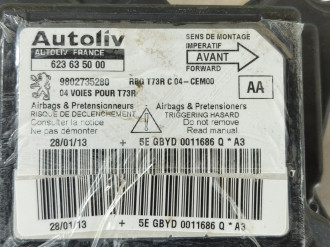 Autoliv
AUTOLIV FRANCE
623 63 50 00
SENS DE MONTAGE
IMPERATIF
AVANT
FORWARD
9802735280 RBG T73R C 04-CEM00
04 VOIES POUR T73R
AA
Airbags & Pretensionneurs
RISQUE DE DECLENCHEMENT
Consulter la notice
Ne pas démonter
Airbags & Pretensioners
TRIGGERING HAZARD
Do not remove
Read manual
28/01/13 + 5E GBYD 0011686 Q * A3
28/01/13 + 5E GBYD 0011686 Q * A3